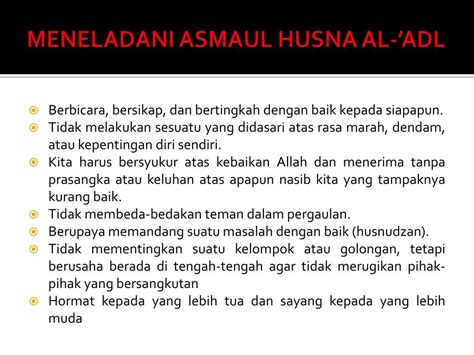 MENELADANI ASMAUL HUSNA AL-'ADL
Berbicara, bersikap, dan bertingkah dengan baik kepada siapapun.
Tidak melakukan sesuatu yang didasari atas rasa marah, dendam,
atau kepentingan diri sendiri.
Kita harus bersyukur atas kebaikan Allah dan menerima tanpa
prasangka atau keluhan atas apapun nasib kita yang tampaknya
kurang baik.
Tidak membeda-bedakan teman dalam pergaulan.
Berupaya memandang suatu masalah dengan baik (husnudzan).
Tidak mementingkan suatu kelompok atau golongan, tetapi
berusaha berada di tengah-tengah agar tidak merugikan pihak-
pihak yang bersangkutan
Hormat kepada yang lebih tua dan sayang kepada yang lebih
muda